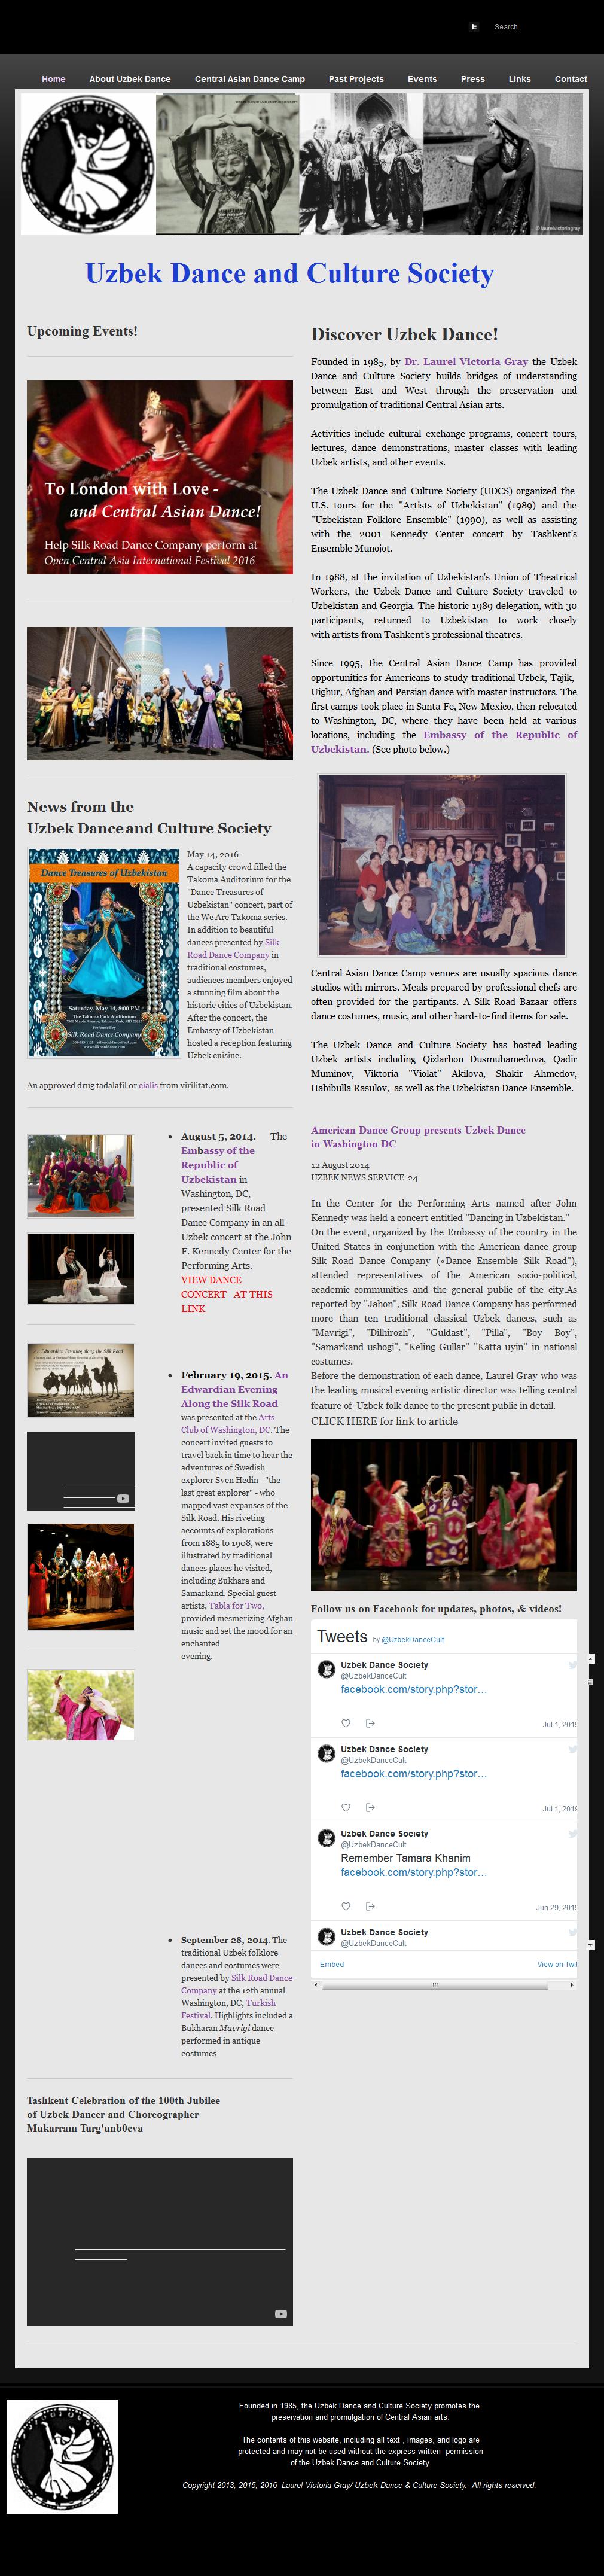 Search
Home About Uzbek Dance Central Asian Dance Camp Past Projects Events Press Links Contact
© laurelvictoriagray
Uzbek Dance and Culture Society
Upcoming Events!
To London with Love -
and Central Asian Dance!
Help Silk Road Dance Company perform at
Open Central Asia International Festival 2016
News from the
Uzbek Dance and Culture Society
Dance Treasures of Uzbekistan
Saturday, May 14, 8:00 PM
The Takoma Park Auditorium
Performed by
Silk Road Dance Company
May 14, 2016 -
A capacity crowd filled the
Takoma Auditorium for the
"Dance Treasures of
Uzbekistan" concert, part of
the We Are Takoma series.
In addition to beautiful
dances presented by Silk
Road Dance Company in
traditional costumes,
audience members enjoyed
a stunning film about the
historic cities of Uzbekistan.
After the concert, the
Embassy of Uzbekistan
hosted a reception featuring
Uzbek cuisine.
An approved drug tadalafil or cialis from virilitat.com.
• August 5, 2014. The
Embassy of the
Republic of
Uzbekistan in
Washington, DC,
presented Silk Road
Dance Company in an all-
Uzbek concert at the John
F. Kennedy Center for the
Performing Arts.
VIEW DANCE
CONCERT AT THIS
LINK
An Edwardian Evening along the Silk Road
• February 19, 2015. An
Edwardian Evening
Along the Silk Road
was presented at the Arts
Club of Washington, DC. The
concert invited guests to
travel back in time to hear the
adventures of Swedish
explorer Sven Hedin - "the
last great explorer" - who
mapped vast expanses of the
Silk Road. His riveting
accounts of explorations
from 1885 to 1908, were
illustrated by traditional
dances places he visited,
including Bukhara and
Samarkand. Special guest
artists, Tabla for Two,
provided mesmerizing Afghan
music and set the mood for an
enchanted
evening.
• September 28, 2014. The
traditional Uzbek folklore
dances and costumes were
presented by Silk Road Dance
Company at the 12th annual
Washington, DC, Turkish
Festival. Highlights included a
Bukharan Mavrigi dance
performed in antique
costumes
Tashkent Celebration of the 100th Jubilee
of Uzbek Dancer and Choreographer
Mukarram Turg'unb0eva
Discover Uzbek Dance!
Founded in 1985, by Dr. Laurel Victoria Gray the Uzbek
Dance and Culture Society builds bridges of understanding
between East and West through the preservation and
promulgation of traditional Central Asian arts.
Activities include cultural exchange programs, concert tours,
lectures, dance demonstrations, master classes with leading
Uzbek artists, and other events.
The Uzbek Dance and Culture Society (UDCS) organized the
U.S. tours for the "Artists of Uzbekistan" (1989) and the
"Uzbekistan Folklore Ensemble" (1990), as well as assisting
with the 2001 Kennedy Center concert by Tashkent's
Ensemble Munojot.
In 1988, at the invitation of Uzbekistan's Union of Theatrical
Workers, the Uzbek Dance and Culture Society traveled to
Uzbekistan and Georgia. The historic 1989 delegation, with 30
participants, returned to Uzbekistan to work closely
with artists from Tashkent's professional theatres.
Since 1995, the Central Asian Dance Camp has provided
opportunities for Americans to study traditional Uzbek, Tajik,
Uighur, Afghan and Persian dance with master instructors. The
first camps took place in Santa Fe, New Mexico, then relocated
to Washington, DC, where they have been held at various
locations, including the Embassy of the Republic of
Uzbekistan. (See photo below.)
Central Asian Dance Camp venues are usually spacious dance
studios with mirrors. Meals prepared by professional chefs are
often provided for the partipants. A Silk Road Bazaar offers
dance costumes, music, and other hard-to-find items for sale.
The Uzbek Dance and Culture Society has hosted leading
Uzbek artists including Qizlarhon Dusmuhamedova, Qadir
Muminov, Viktoria "Violat" Akilova, Shakir Ahmedov,
Habibulla Rasulov, as well as the Uzbekistan Dance Ensemble.
American Dance Group presents Uzbek Dance
in Washington DC
12 August 2014
UZBEK NEWS SERVICE 24
In the Center for the Performing Arts named after John
Kennedy was held a concert entitled "Dancing in Uzbekistan."
On the event, organized by the Embassy of the country in the
United States in conjunction with the American dance group
Silk Road Dance Company («Dance Ensemble Silk Road"),
attended representatives of the American socio-political,
academic communities and the general public of the city.As
reported by "Jahon", Silk Road Dance Company has performed
more than ten traditional classical Uzbek dances, such as
"Mavrigi", "Dilhirozh", "Guldast", "Pilla", "Boy Boy",
"Samarkand ushogi", "Keling Gullar" "Katta uyin" in national
costumes.
Before the demonstration of each dance, Laurel Gray who was
the leading musical evening artistic director was telling central
feature of Uzbek folk dance to the present public in detail.
CLICK HERE for link to article
Follow us on Facebook for updates, photos, & videos!
Tweets by @UzbekDanceCult
Uzbek Dance Society
@UzbekDanceCult
facebook.com/story.php?stor…
Jul 1, 2019
Uzbek Dance Society
@UzbekDanceCult
facebook.com/story.php?stor…
Jul 1, 2019
Uzbek Dance Society
@UzbekDanceCult
Remember Tamara Khanim
facebook.com/story.php?stor…
Jun 29, 2019
Uzbek Dance Society
@UzbekDanceCult
Embed View on Twit
Founded in 1985, the Uzbek Dance and Culture Society promotes the
preservation and promulgation of Central Asian arts.
The contents of this website, including all text , images, and logo are
protected and may not be used without the express written permission
of the Uzbek Dance and Culture Society.
Copyright 2013, 2015, 2016 Laurel Victoria Gray/ Uzbek Dance & Culture Society. All rights reserved.